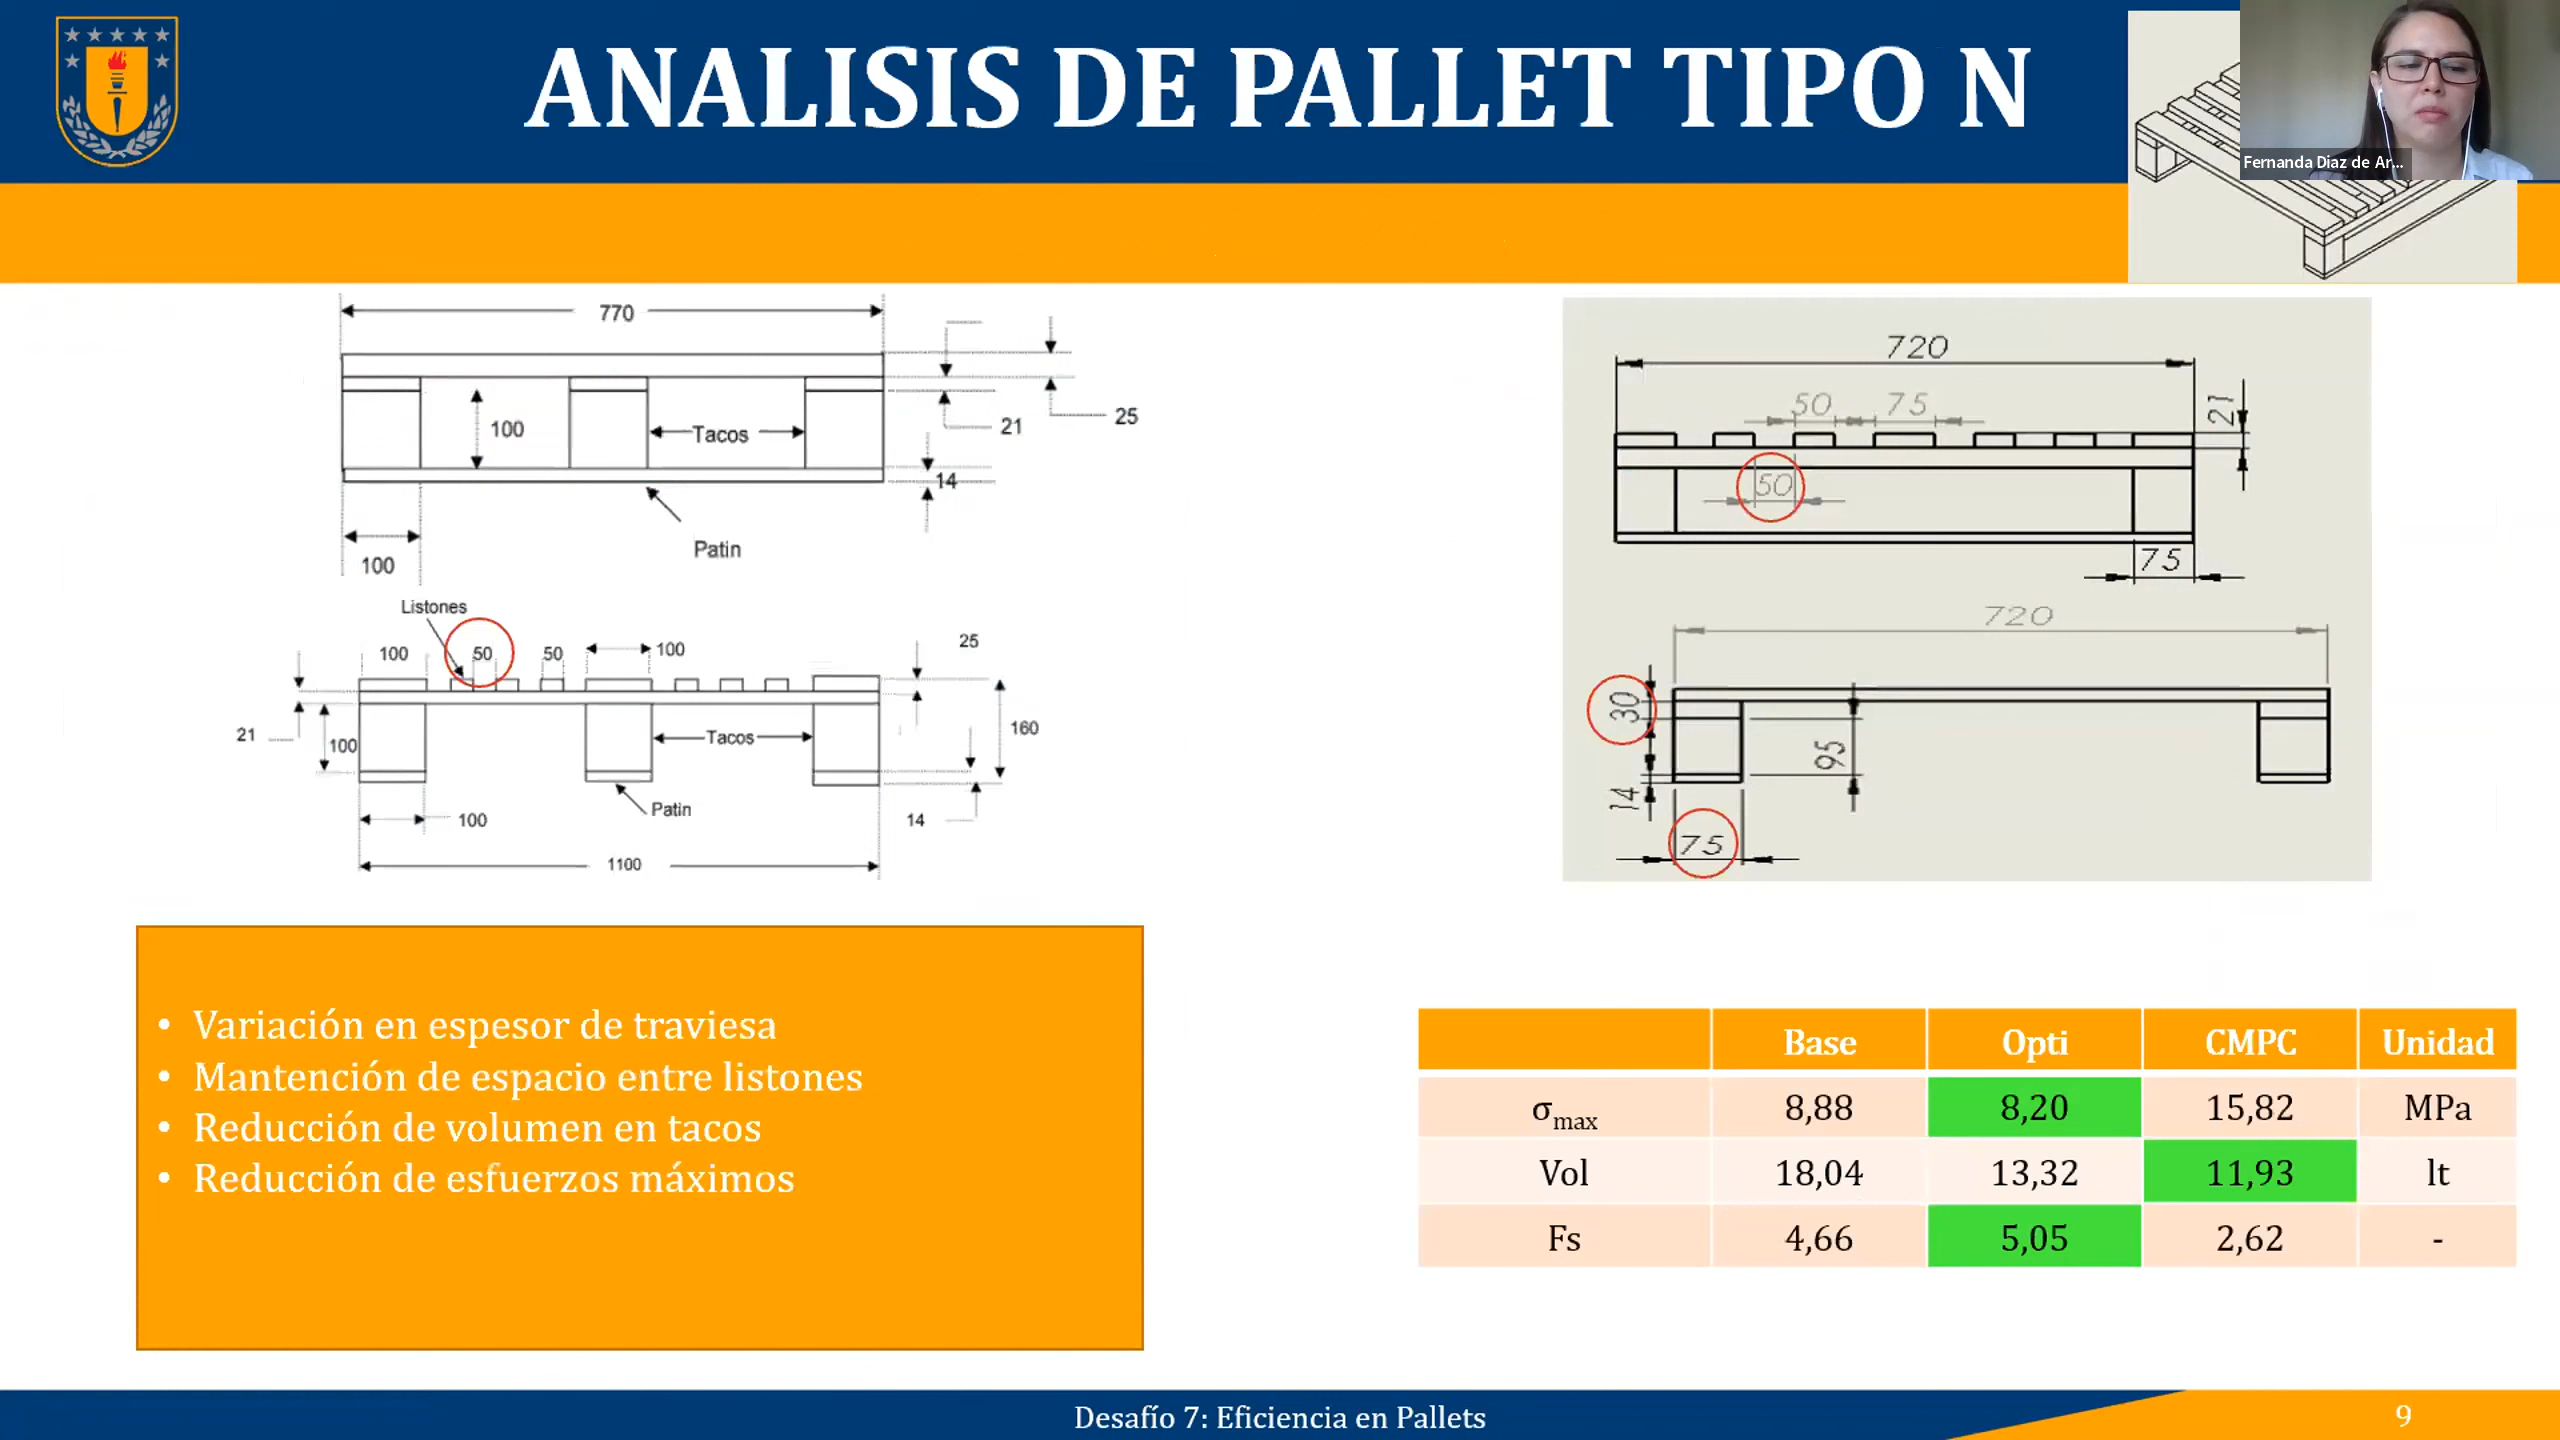 ANALISIS DE PALLET TIPO N
Fernanda Diaz de Ar...
770
100
Tacos
21
25
14
Patin
100
Listones
100
50
50
100
25
21
100
Tacos
160
Patin
100
14
1100
720
50
75
21
50
75
720
30
95
14
75
• Variación en espesor de traviesa
• Mantención de espacio entre listones
• Reducción de volumen en tacos
• Reducción de esfuerzos máximos
Base Opti CMPC Unidad
σmax 8,88 8,20 15,82 MPa
Vol 18,04 13,32 11,93 lt
Fs 4,66 5,05 2,62 -
Desafío 7: Eficiencia en Pallets
9